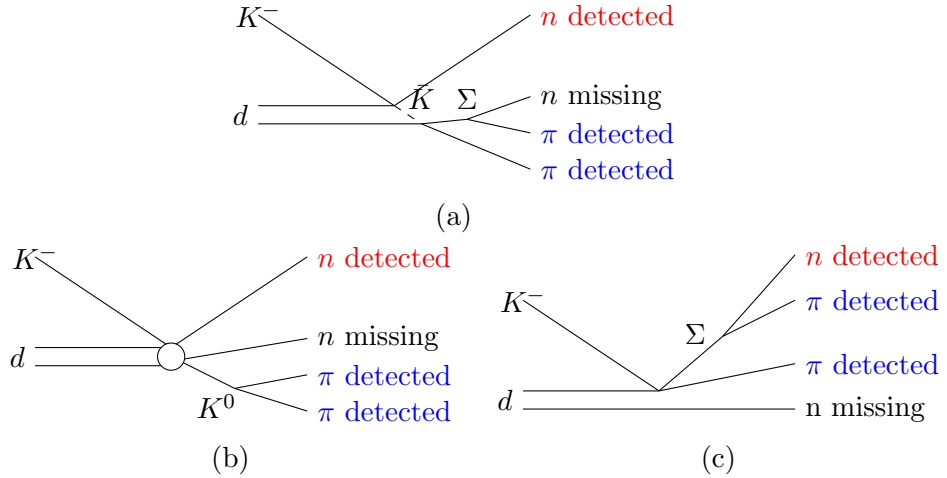 K⁻ n detected
K̄ Σ n missing
d π detected
π detected
(a)
K⁻ n detected
n missing
d π detected
K⁰ π detected
(b)
n detected
K⁻ π detected
Σ
π detected
d n missing
(c)